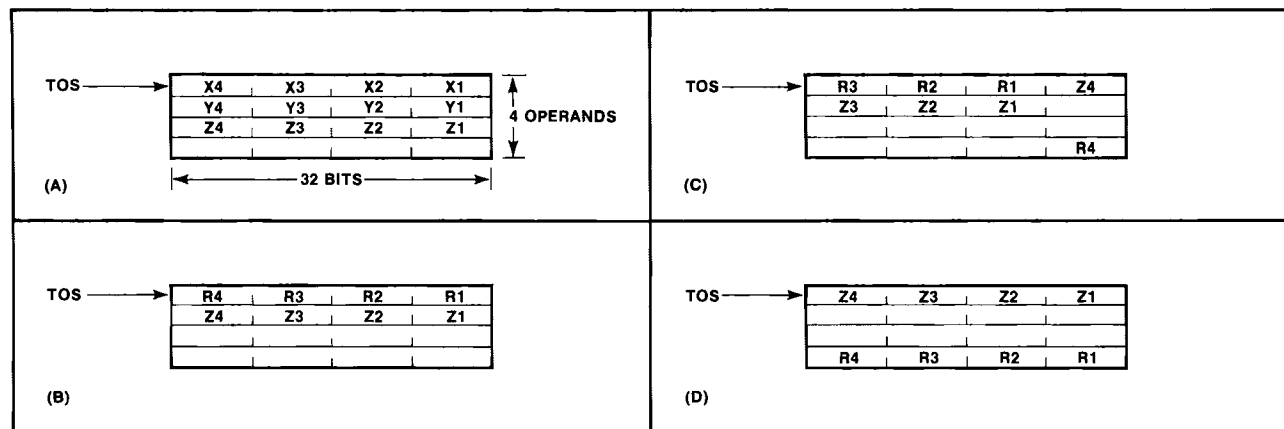 TOS X4 X3 X2 X1
Y4 Y3 Y2 Y1
4 OPERANDS
Z4 Z3 Z2 Z1
32 BITS
(A)
TOS R3 R2 R1 Z4
Z3 Z2 Z1
R4
(C)
TOS R4 R3 R2 R1
Z4 Z3 Z2 Z1
(B)
TOS Z4 Z3 Z2 Z1
R4 R3 R2 R1
(D)